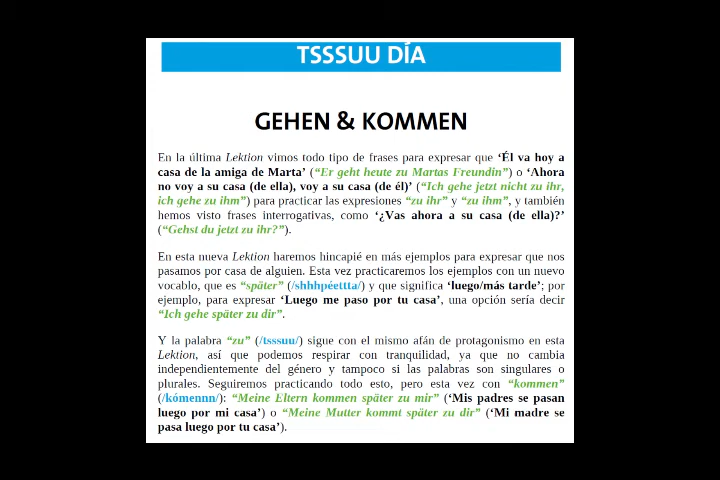 TSSSUU DÍA
GEHEN & KOMMEN
En la última Lektion vimos todo tipo de frases para expresar que ‘Él va hoy a
casa de la amiga de Marta’ (“Er geht heute zu Martas Freundin”) o ‘Ahora
no voy a su casa (de ella), voy a su casa (de él)’ (“Ich gehe jetzt nicht zu ihr,
ich gehe zu ihm”) para practicar las expresiones “zu ihr” y “zu ihm”, y también
hemos visto frases interrogativas, como ‘¿Vas ahora a su casa (de ella)?’
(“Gehst du jetzt zu ihr?”).
En esta nueva Lektion haremos hincapié en más ejemplos para expresar que nos
pasamos por casa de alguien. Esta vez practicaremos los ejemplos con un nuevo
vocablo, que es “später” (/shhhpéettta/) y que significa ‘luego/más tarde’; por
ejemplo, para expresar ‘Luego me paso por tu casa’, una opción sería decir
“Ich gehe später zu dir”.
Y la palabra “zu” (/tsssuu/) sigue con el mismo afán de protagonismo en esta
Lektion, así que podemos respirar con tranquilidad, ya que no cambia
independientemente del género y tampoco si las palabras son singulares o
plurales. Seguiremos practicando todo esto, pero esta vez con “kommen”
(/kómennn/): “Meine Eltern kommen später zu mir” (‘Mis padres se pasan
luego por mi casa’) o “Meine Mutter kommt später zu dir” (‘Mi madre se
pasa luego por tu casa’).